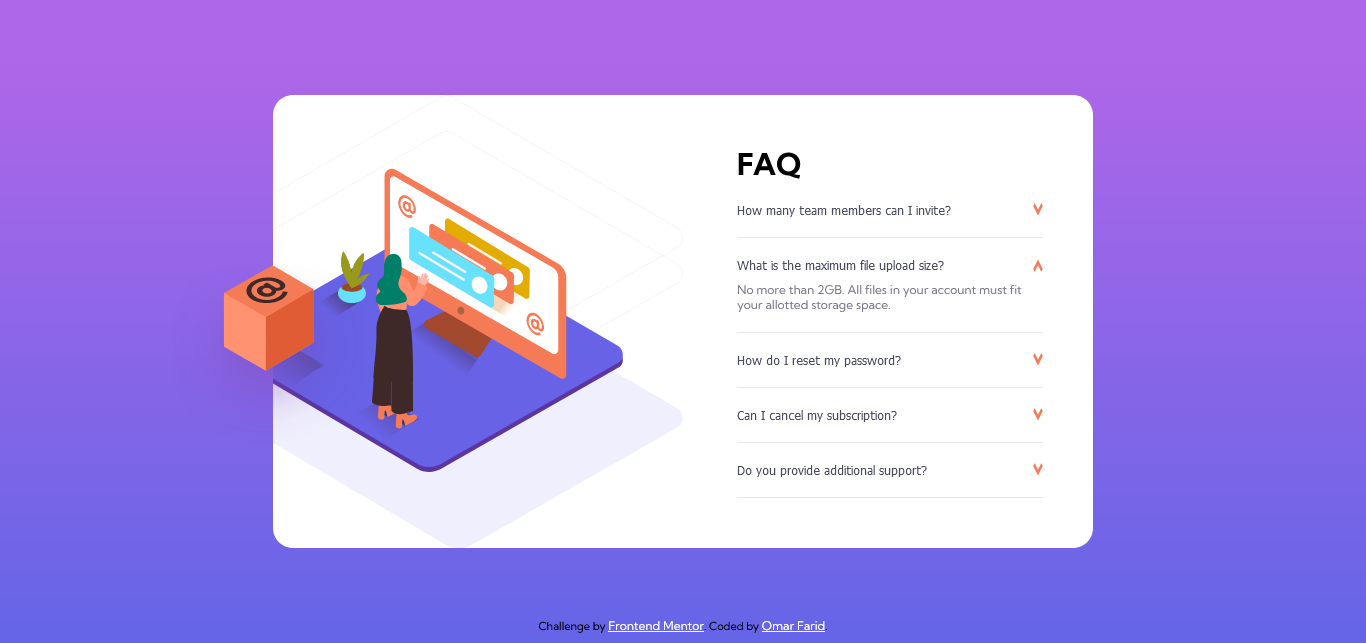 FAQ
How many team members can I invite?
What is the maximum file upload size?
No more than 2GB. All files in your account must fit
your allotted storage space.
How do I reset my password?
Can I cancel my subscription?
Do you provide additional support?
@
@
@
Challenge by Frontend Mentor. Coded by Omar Farid.